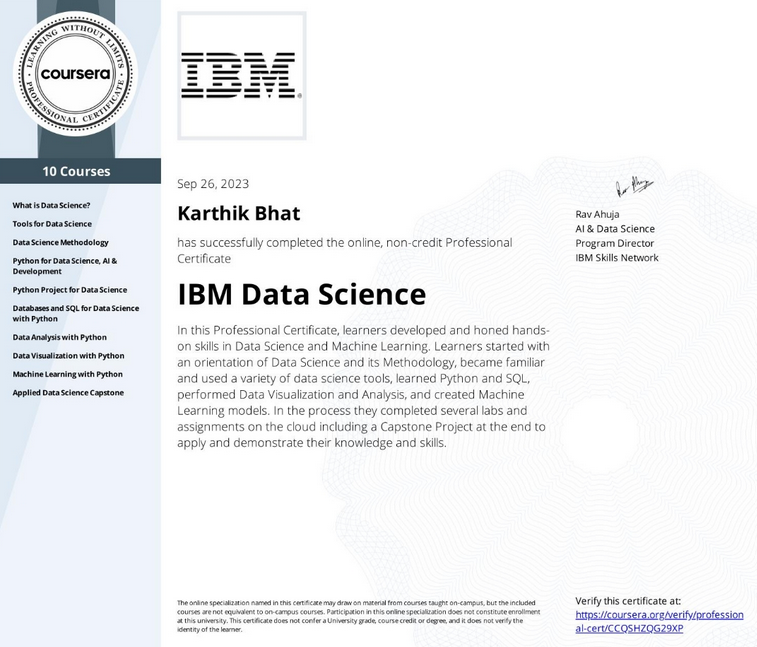 LEARNING WITHOUT LIMITS
coursera
PROFESSIONAL CERTIFICATE
10 Courses
What is Data Science?
Tools for Data Science
Data Science Methodology
Python for Data Science, AI &
Development
Python Project for Data Science
Databases and SQL for Data Science
with Python
Data Analysis with Python
Data Visualization with Python
Machine Learning with Python
Applied Data Science Capstone
IBM®
Sep 26, 2023
Karthik Bhat
has successfully completed the online, non-credit Professional
Certificate
IBM Data Science
In this Professional Certificate, learners developed and honed hands-
on skills in Data Science and Machine Learning. Learners started with
an orientation of Data Science and its Methodology, became familiar
and used a variety of data science tools, learned Python and SQL,
performed Data Visualization and Analysis, and created Machine
Learning models. In the process they completed several labs and
assignments on the cloud including a Capstone Project at the end to
apply and demonstrate their knowledge and skills.
Rav Ahuja
Rav Ahuja
AI & Data Science
Program Director
IBM Skills Network
The online specialization named in this certificate may draw on material from courses taught on-campus, but the included
courses are not equivalent to on-campus courses. Participation in this online specialization does not constitute enrollment
at this university. This certificate does not confer a University grade, course credit or degree, and it does not verify the
identity of the learner.
Verify this certificate at:
https://coursera.org/verify/profession
al-cert/CCQSHZQG29XP